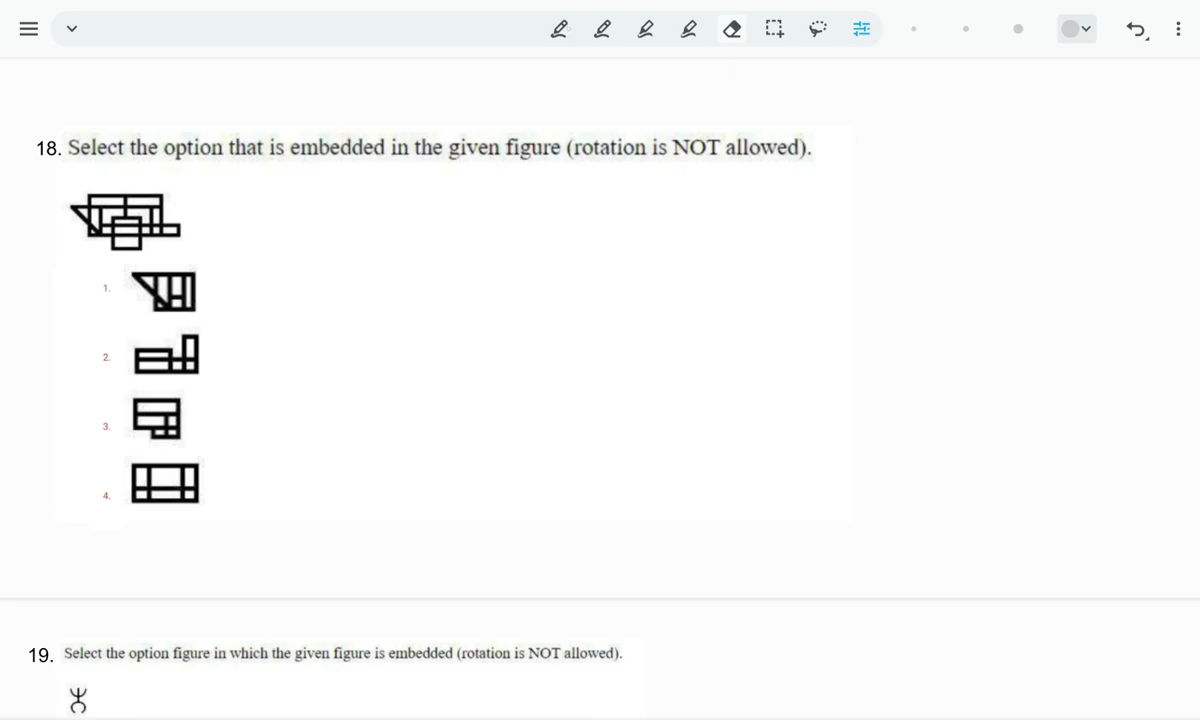 18. Select the option that is embedded in the given figure (rotation is NOT allowed).
1.
2.
3.
4.
19. Select the option figure in which the given figure is embedded (rotation is NOT allowed).